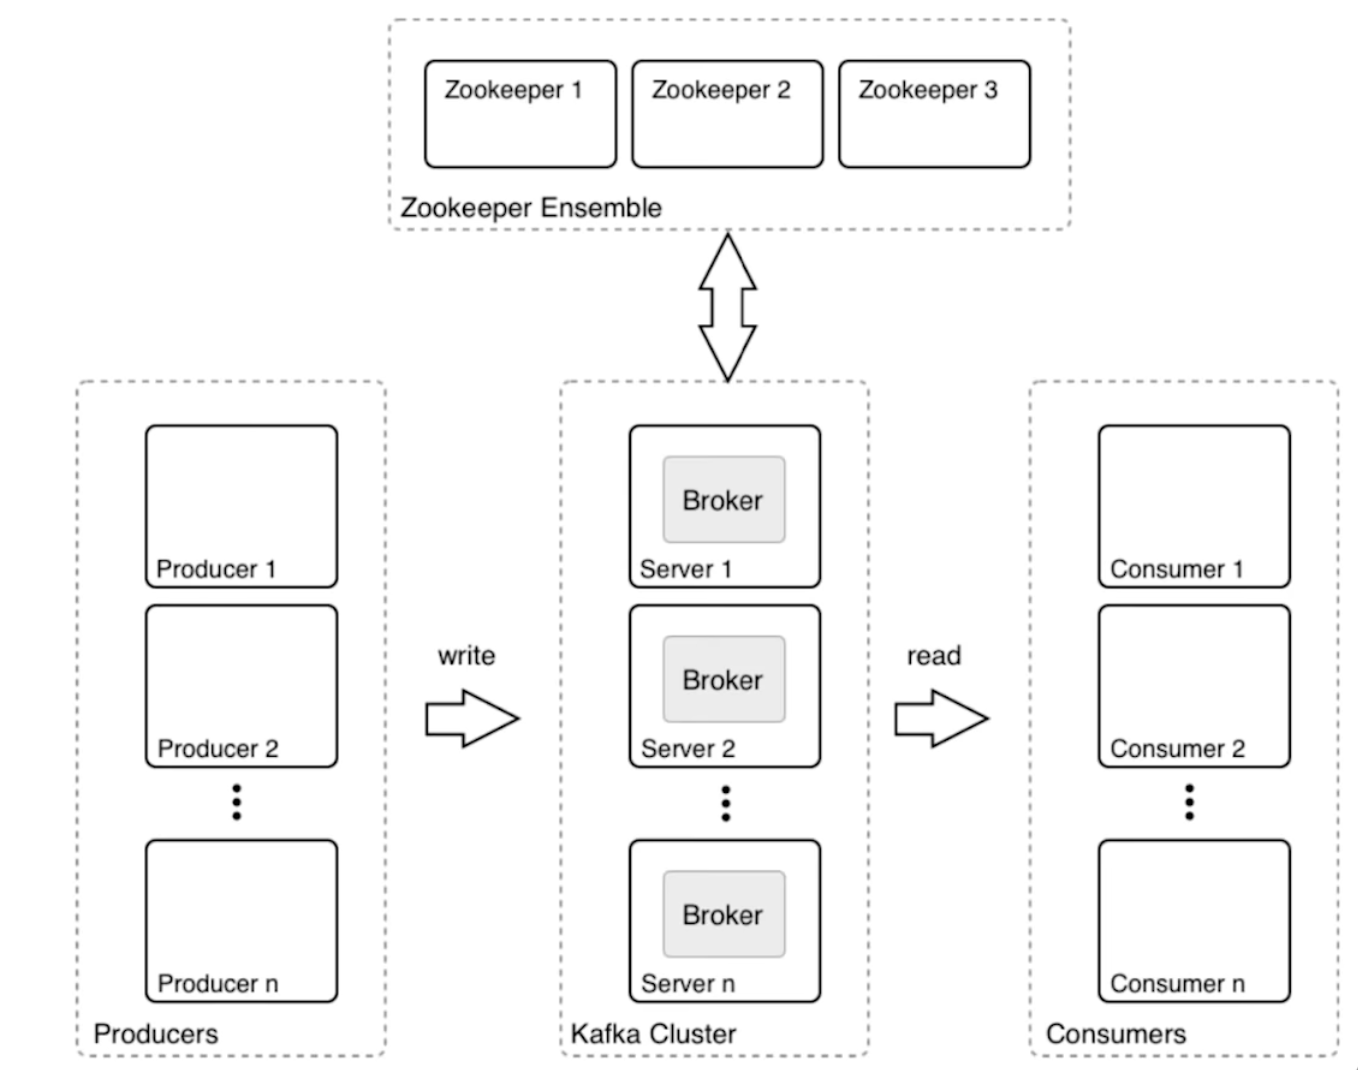 Zookeeper 1
Zookeeper 2
Zookeeper 3
Zookeeper Ensemble
Producer 1
Producer 2
Producer n
Producers
write
Broker
Server 1
Broker
Server 2
Broker
Server n
Kafka Cluster
read
Consumer 1
Consumer 2
Consumer n
Consumers